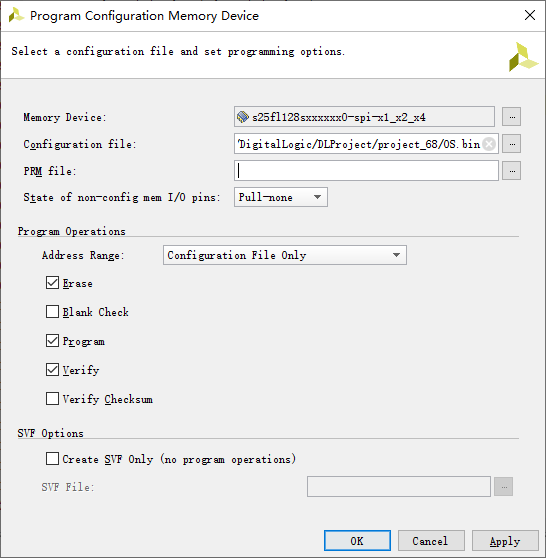 Program Configuration Memory Device
Select a configuration file and set programming options.
Memory Device:
s25fl128sxxxxxx0-spi-x1_x2_x4
...
Configuration file:
'DigitalLogic/DLProject/project_68/OS.bin
...
PRM file:
...
State of non-config mem I/O pins:
Pull-none
Program Operations
Address Range:
Configuration File Only
Erase
Blank Check
Program
Verify
Verify Checksum
SVF Options
Create SVF Only (no program operations)
SVF File:
...
OK
Cancel
Apply